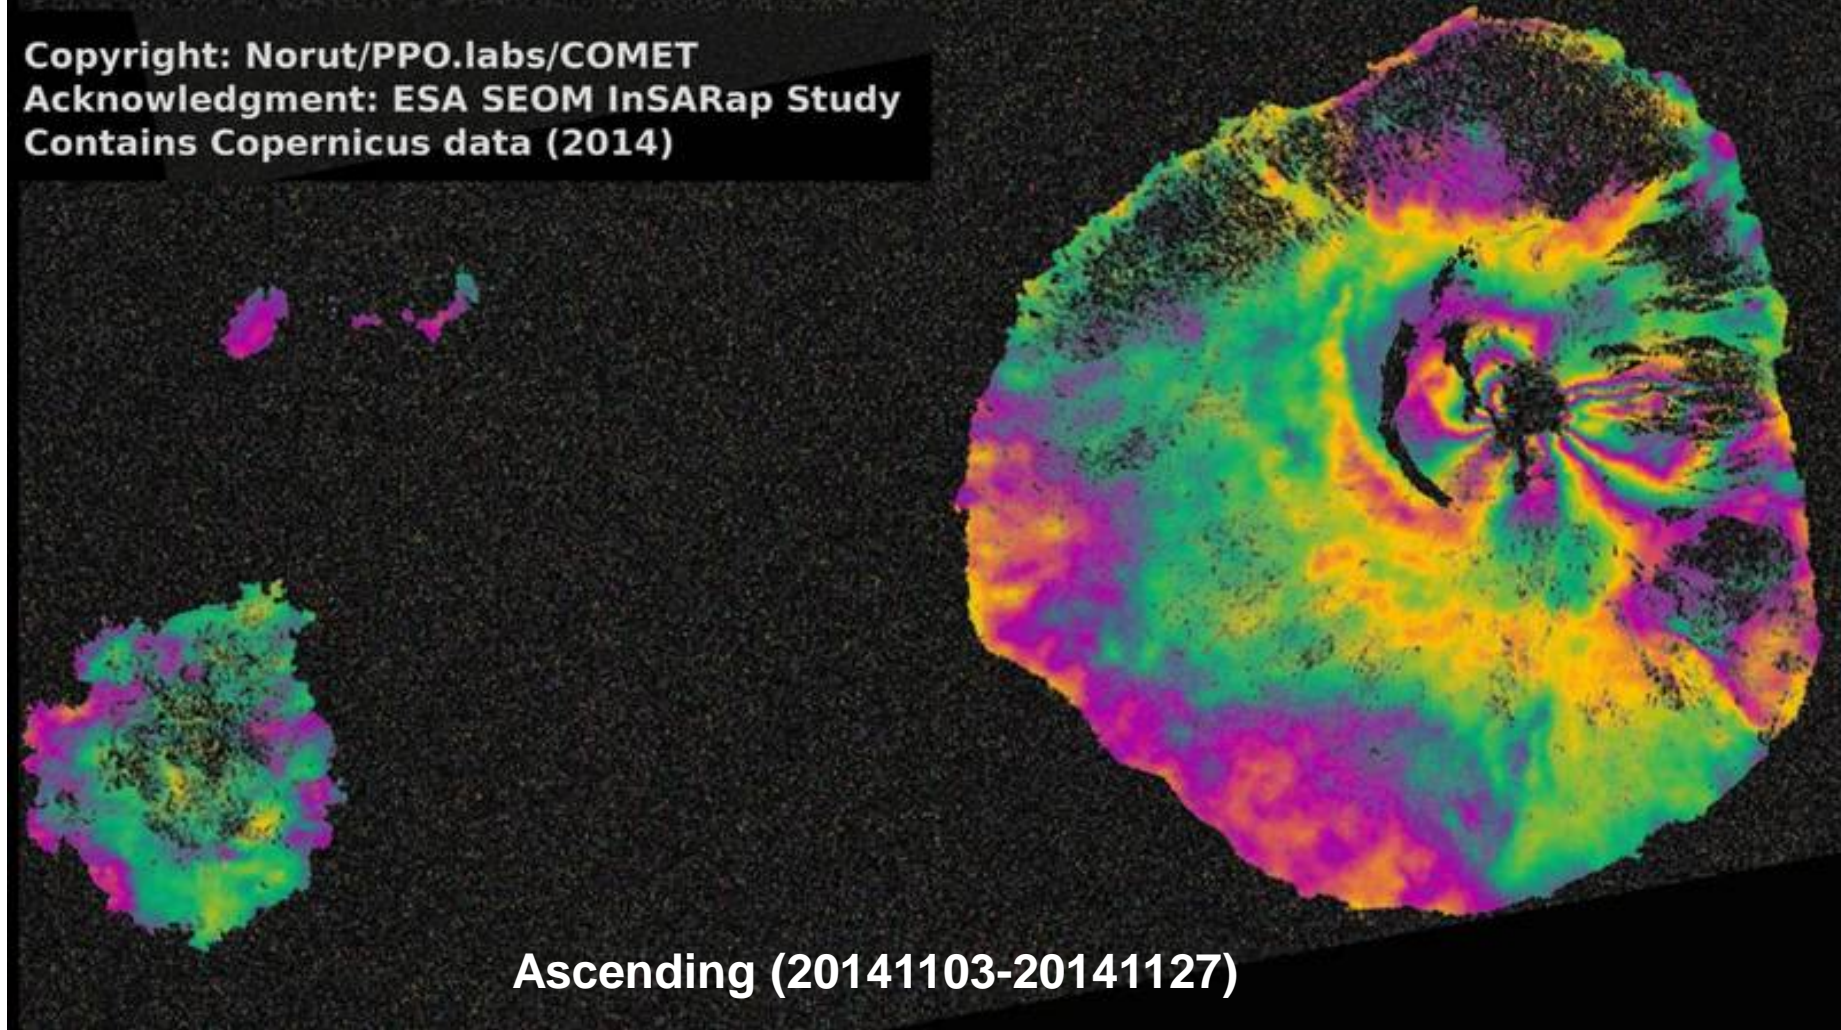 Copyright: Norut/PPO.labs/COMET
Acknowledgment: ESA SEOM InSARap Study
Contains Copernicus data (2014)
Ascending (20141103-20141127)